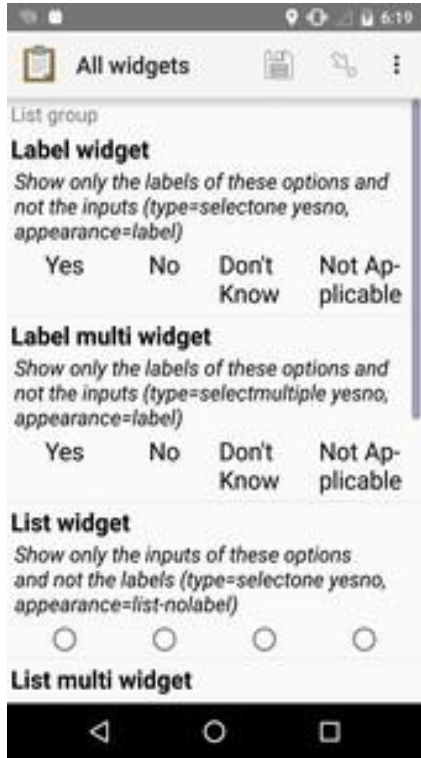 6:19
All widgets
List group
Label widget
Show only the labels of these options and
not the inputs (type=selectone yesno,
appearance=label)
Yes No Don't Not Ap-
Know plicable
Label multi widget
Show only the labels of these options and
not the inputs (type=selectmultiple yesno,
appearance=label)
Yes No Don't Not Ap-
Know plicable
List widget
Show only the inputs of these options
and not the labels (type=selectone yesno,
appearance=list-nolabel)
List multi widget